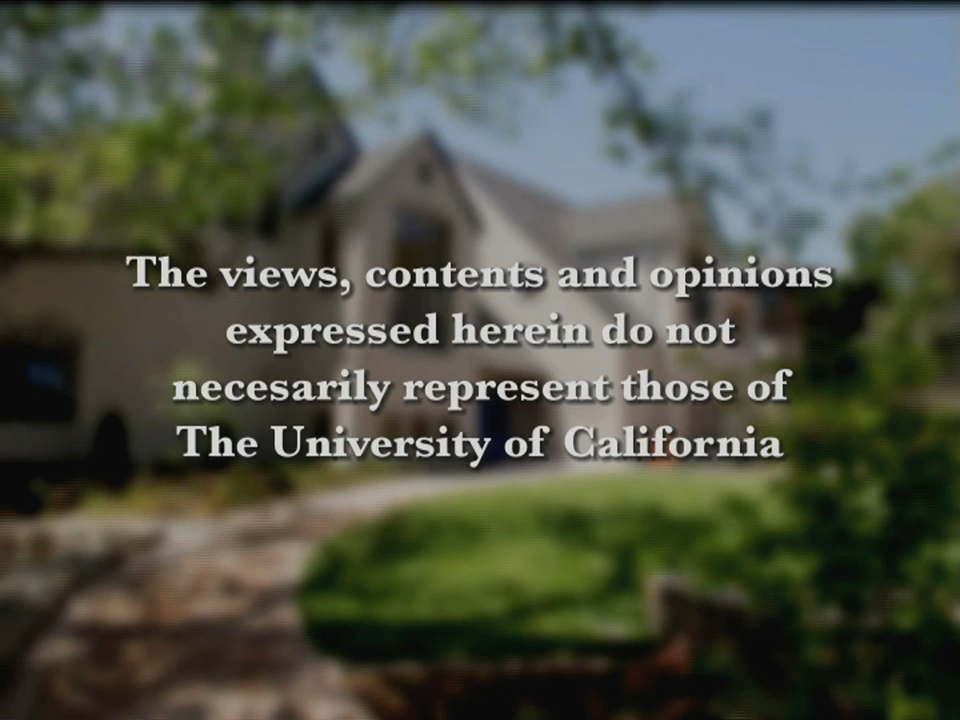 The views, contents and opinions
expressed herein do not
necesarily represent those of
The University of California